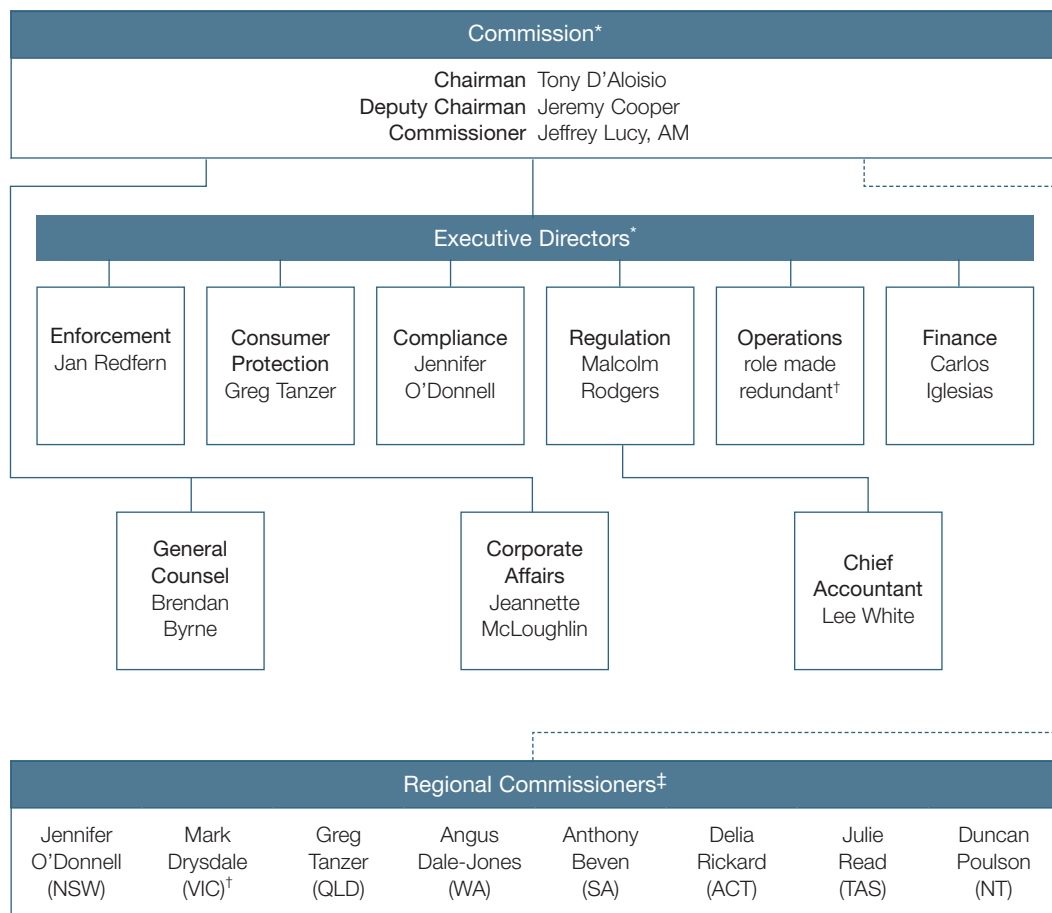 Commission*
Chairman Tony D’Aloisio
Deputy Chairman Jeremy Cooper
Commissioner Jeffrey Lucy, AM
Executive Directors*
Enforcement
Jan Redfern
Consumer
Protection
Greg Tanzer
Compliance
Jennifer
O’Donnell
Regulation
Malcolm
Rodgers
Operations
role made
redundant†
Finance
Carlos
Iglesias
General
Counsel
Brendan
Byrne
Corporate
Affairs
Jeannette
McLoughlin
Chief
Accountant
Lee White
Regional Commissioners‡
Jennifer
O’Donnell
(NSW)
Mark
Drysdale
(VIC)†
Greg
Tanzer
(QLD)
Angus
Dale-Jones
(WA)
Anthony
Beven
(SA)
Delia
Rickard
(ACT)
Julie
Read
(TAS)
Duncan
Poulson
(NT)